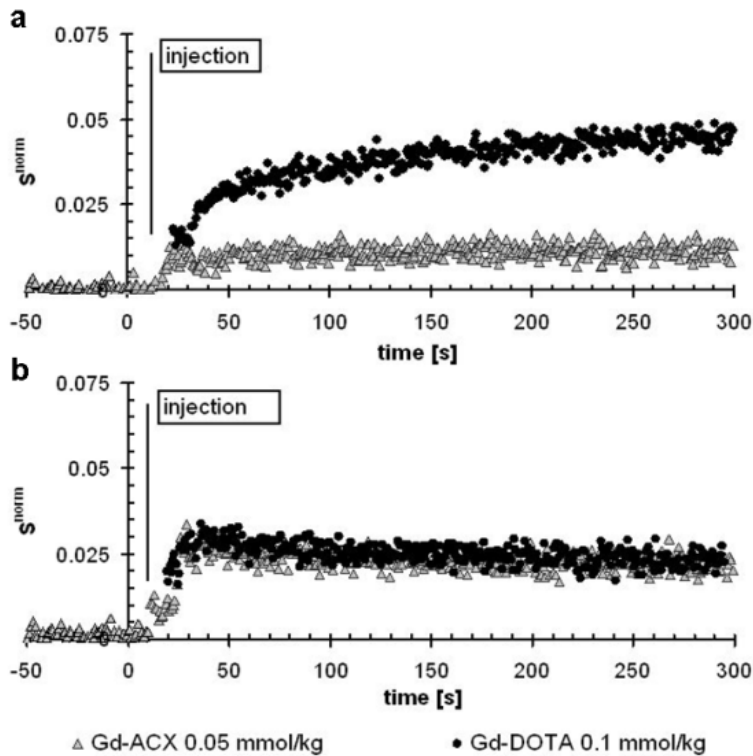 a
0.075
injection
0.05
S^norm
0.025
0
-50 0 50 100 150 200 250 300
time [s]
b
0.075
injection
0.05
S^norm
0.025
0
-50 0 50 100 150 200 250 300
time [s]
Gd-ACX 0.05 mmol/kg Gd-DOTA 0.1 mmol/kg